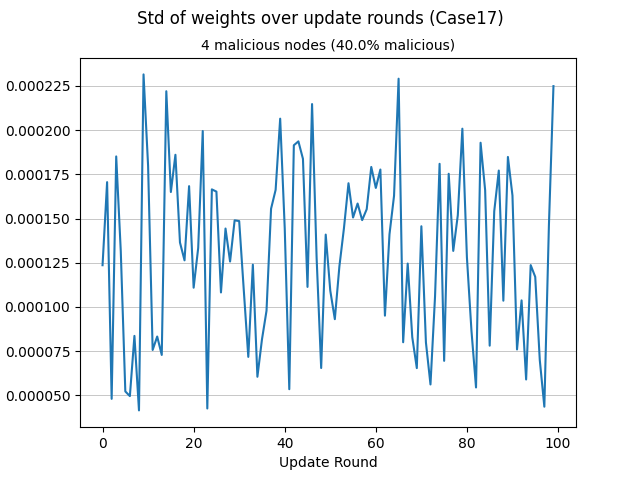 Std of weights over update rounds (Case17)
4 malicious nodes (40.0% malicious)
0.000225
0.000200
0.000175
0.000150
0.000125
0.000100
0.000075
0.000050
0 20 40 60 80 100
Update Round